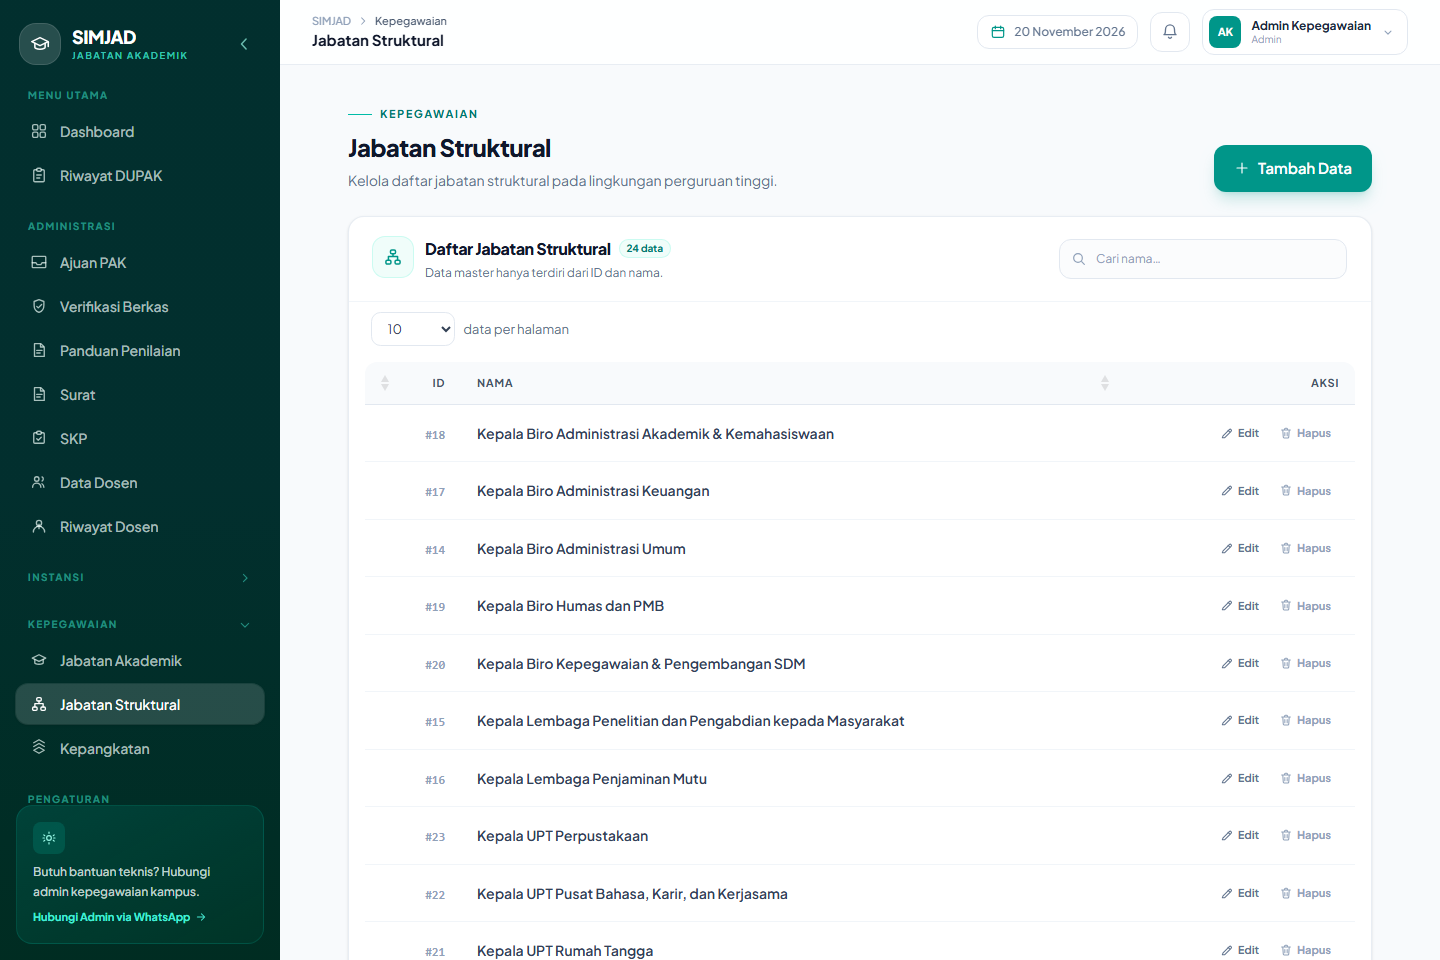 SIMJAD
JABATAN AKADEMIK
MENU UTAMA
Dashboard
Riwayat DUPAK
ADMINISTRASI
Ajuan PAK
Verifikasi Berkas
Panduan Penilaian
Surat
SKP
Data Dosen
Riwayat Dosen
INSTANSI
KEPEGAWAIAN
Jabatan Akademik
Jabatan Struktural
Kepangkatan
PENGATURAN
Butuh bantuan teknis? Hubungi
admin kepegawaian kampus.
Hubungi Admin via WhatsApp →
SIMJAD > Kepegawaian
Jabatan Struktural
20 November 2026
AK
Admin Kepegawaian
Admin
KEPEGAWAIAN
Jabatan Struktural
Kelola daftar jabatan struktural pada lingkungan perguruan tinggi.
+ Tambah Data
Daftar Jabatan Struktural 24 data
Data master hanya terdiri dari ID dan nama.
Cari nama...
10 data per halaman
ID NAMA AKSI
#18 Kepala Biro Administrasi Akademik & Kemahasiswaan Edit Hapus
#17 Kepala Biro Administrasi Keuangan Edit Hapus
#14 Kepala Biro Administrasi Umum Edit Hapus
#19 Kepala Biro Humas dan PMB Edit Hapus
#20 Kepala Biro Kepegawaian & Pengembangan SDM Edit Hapus
#15 Kepala Lembaga Penelitian dan Pengabdian kepada Masyarakat Edit Hapus
#16 Kepala Lembaga Penjaminan Mutu Edit Hapus
#23 Kepala UPT Perpustakaan Edit Hapus
#22 Kepala UPT Pusat Bahasa, Karir, dan Kerjasama Edit Hapus
#21 Kepala UPT Rumah Tangga Edit Hapus